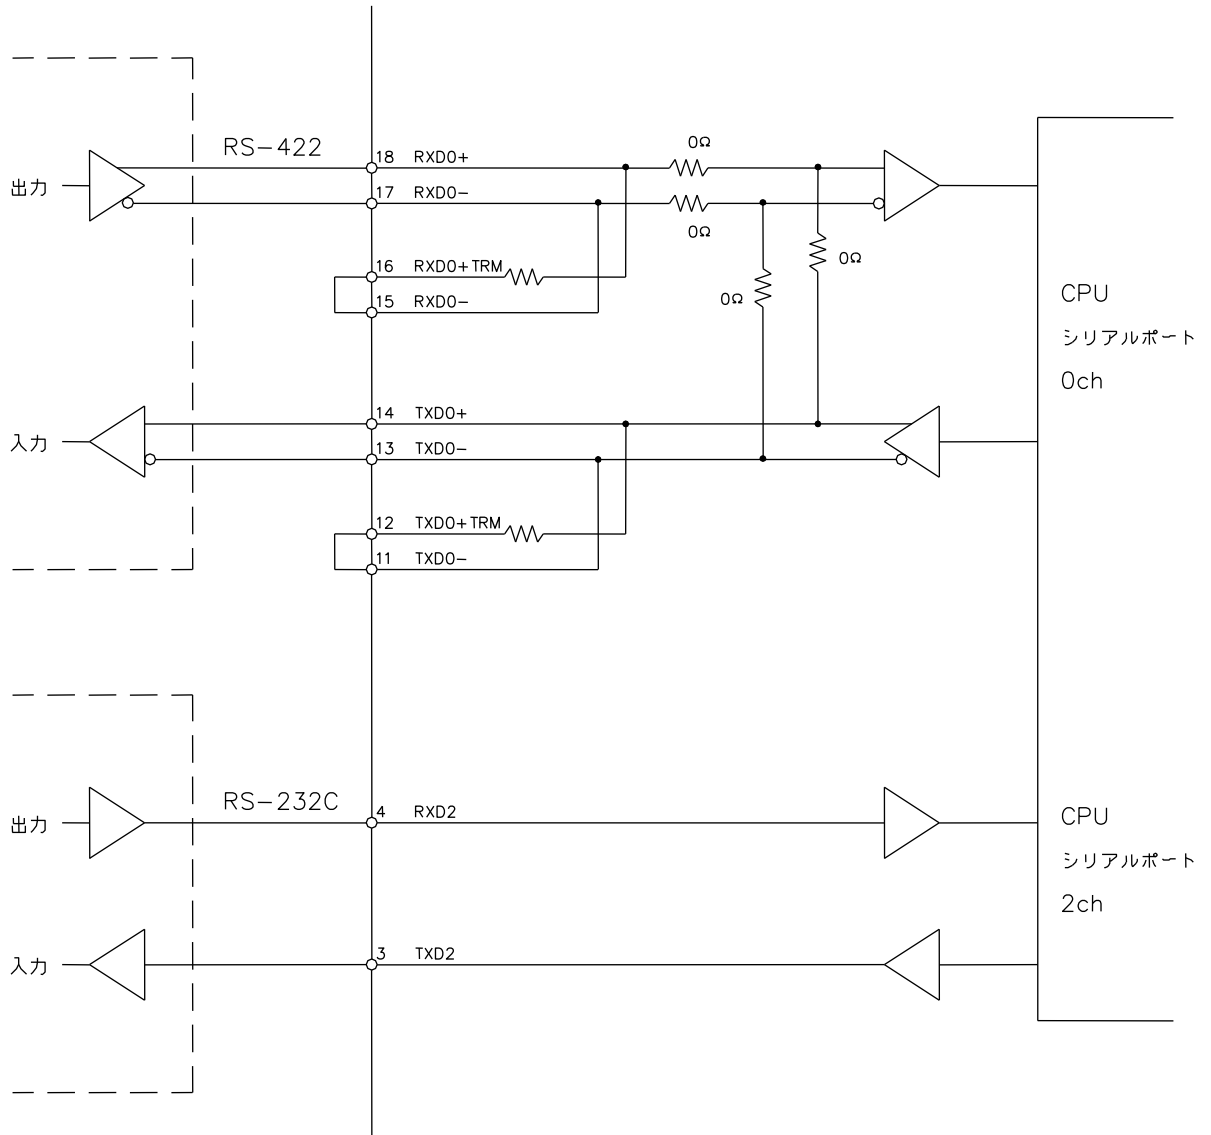 0Ω
RS-422
18 RXD0+
出力
17 RXD0-
0Ω
16 RXD0+TRM
0Ω
15 RXD0-
0Ω
CPU
シリアルポート
0ch
14 TXD0+
入力
13 TXD0-
12 TXD0+TRM
11 TXD0-
RS-232C
4 RXD2
出力
CPU
シリアルポート
2ch
3 TXD2
入力